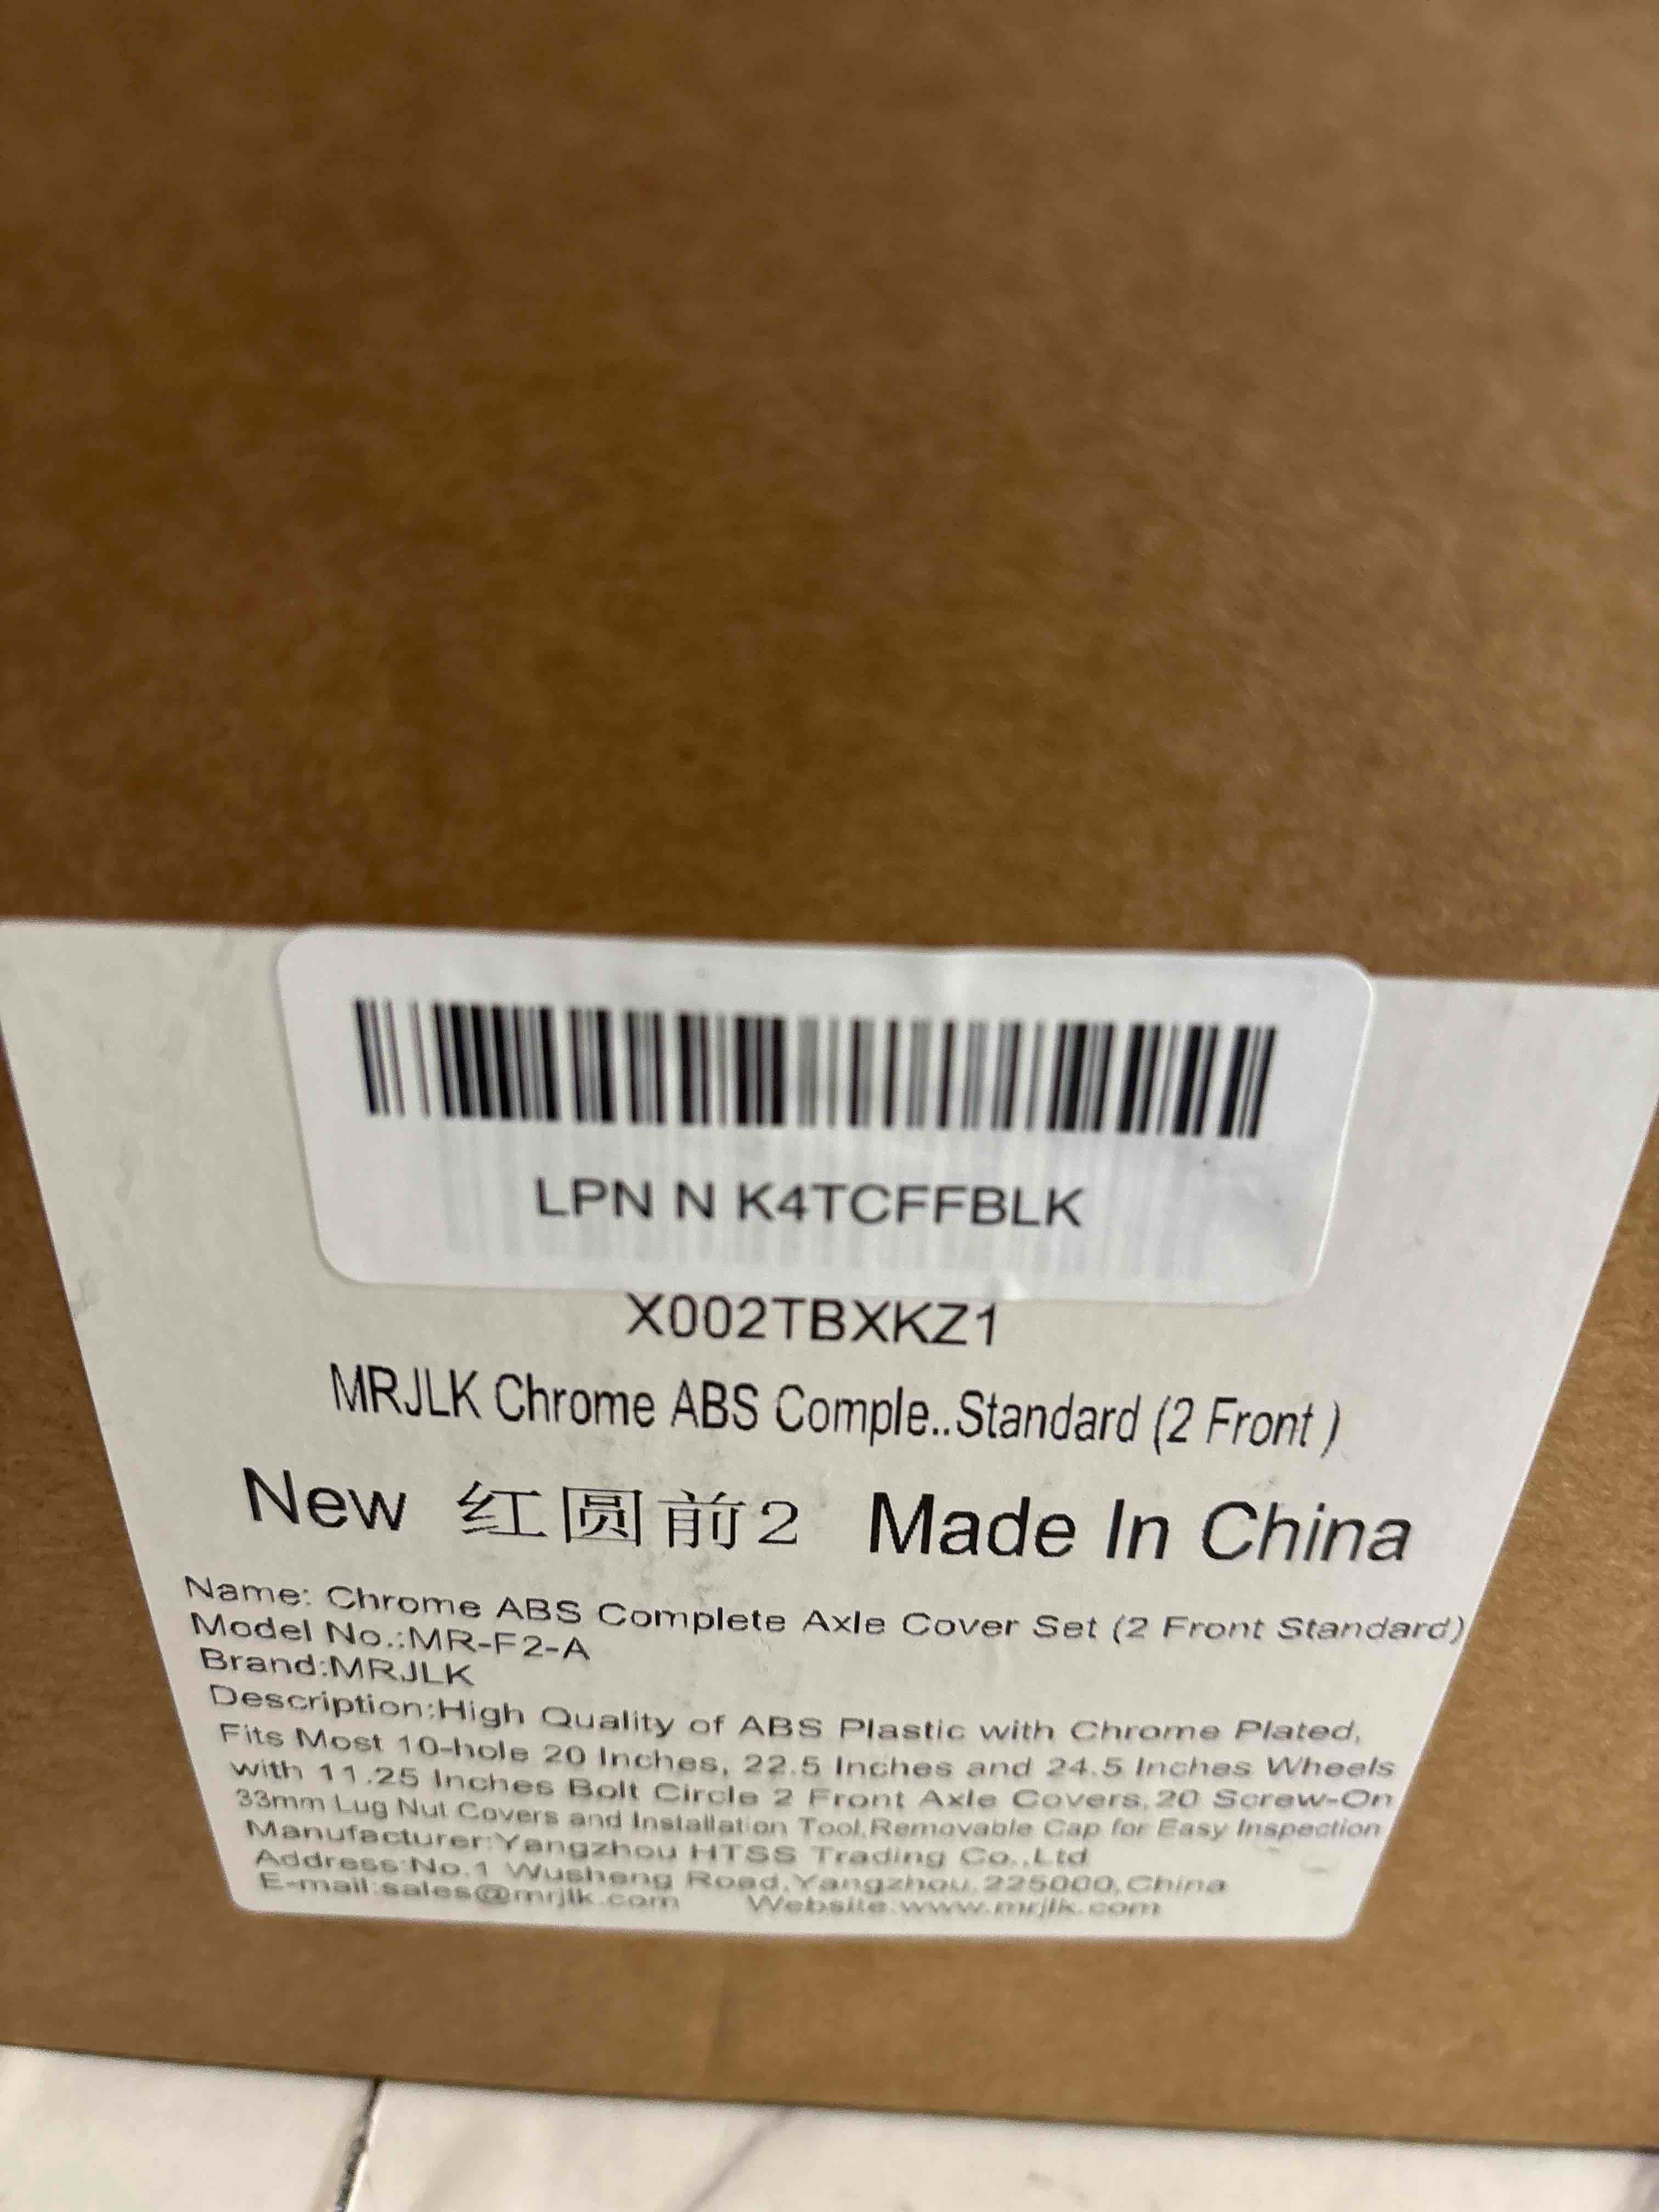 LPN N K4TCFFBLK
X002TBXKZ1
MRJLK Chrome ABS Comple..Standard (2 Front )
New 红圆前2 Made In China
Name: Chrome ABS Complete Axle Cover Set (2 Front Standard)
Model No.:MR-F2-A
Brand:MRJLK
Description:High Quality of ABS Plastic with Chrome Plated,
Fits Most 10-hole 20 Inches, 22.5 Inches and 24.5 Inches Wheels
with 11.25 Inches Bolt Circle 2 Front Axle Covers,20 Screw-On
33mm Lug Nut Covers and Installation Tool,Removable Cap for Easy Inspection
Manufacturer:Yangzhou HTSS Trading Co.,Ltd
Address:No.1 Wusheng Road,Yangzhou,225000,China
E-mail:sales@mrjlk.com Website:www.mrjlk.com